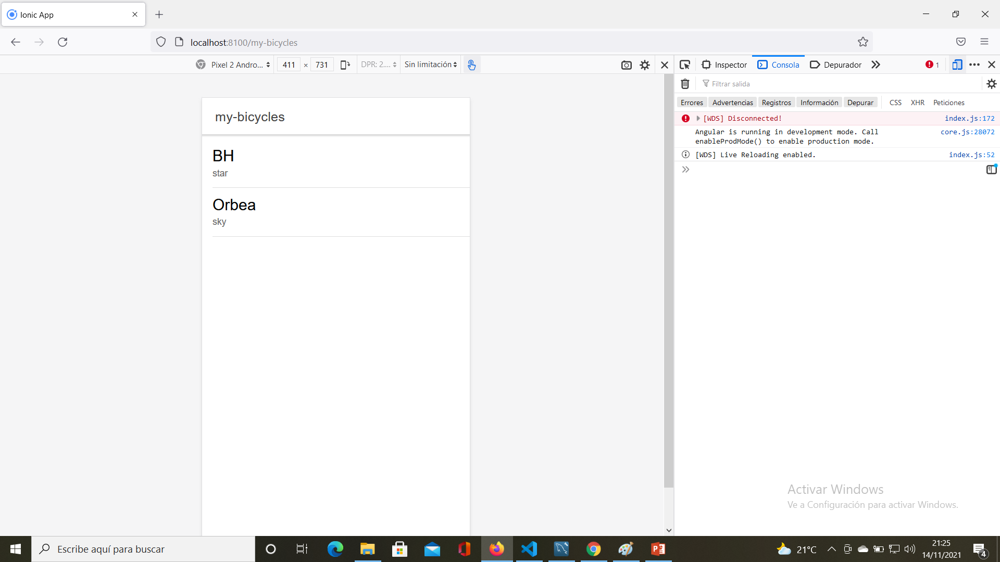 Ionic App
localhost:8100/my-bicycles
Pixel 2 Andro...
411 × 731
DPR: 2....
Sin limitación
Inspector
Consola
Depurador
1
Filtrar salida
Errores
Advertencias
Registros
Información
Depurar
CSS
XHR
Peticiones
[WDS] Disconnected!
index.js:172
Angular is running in development mode. Call
enableProdMode() to enable production mode.
core.js:28072
[WDS] Live Reloading enabled.
index.js:52
my-bicycles
BH
star
Orbea
sky
Activar Windows
Ve a Configuración para activar Windows.
Escribe aquí para buscar
21°C
21:25
14/11/2021
4